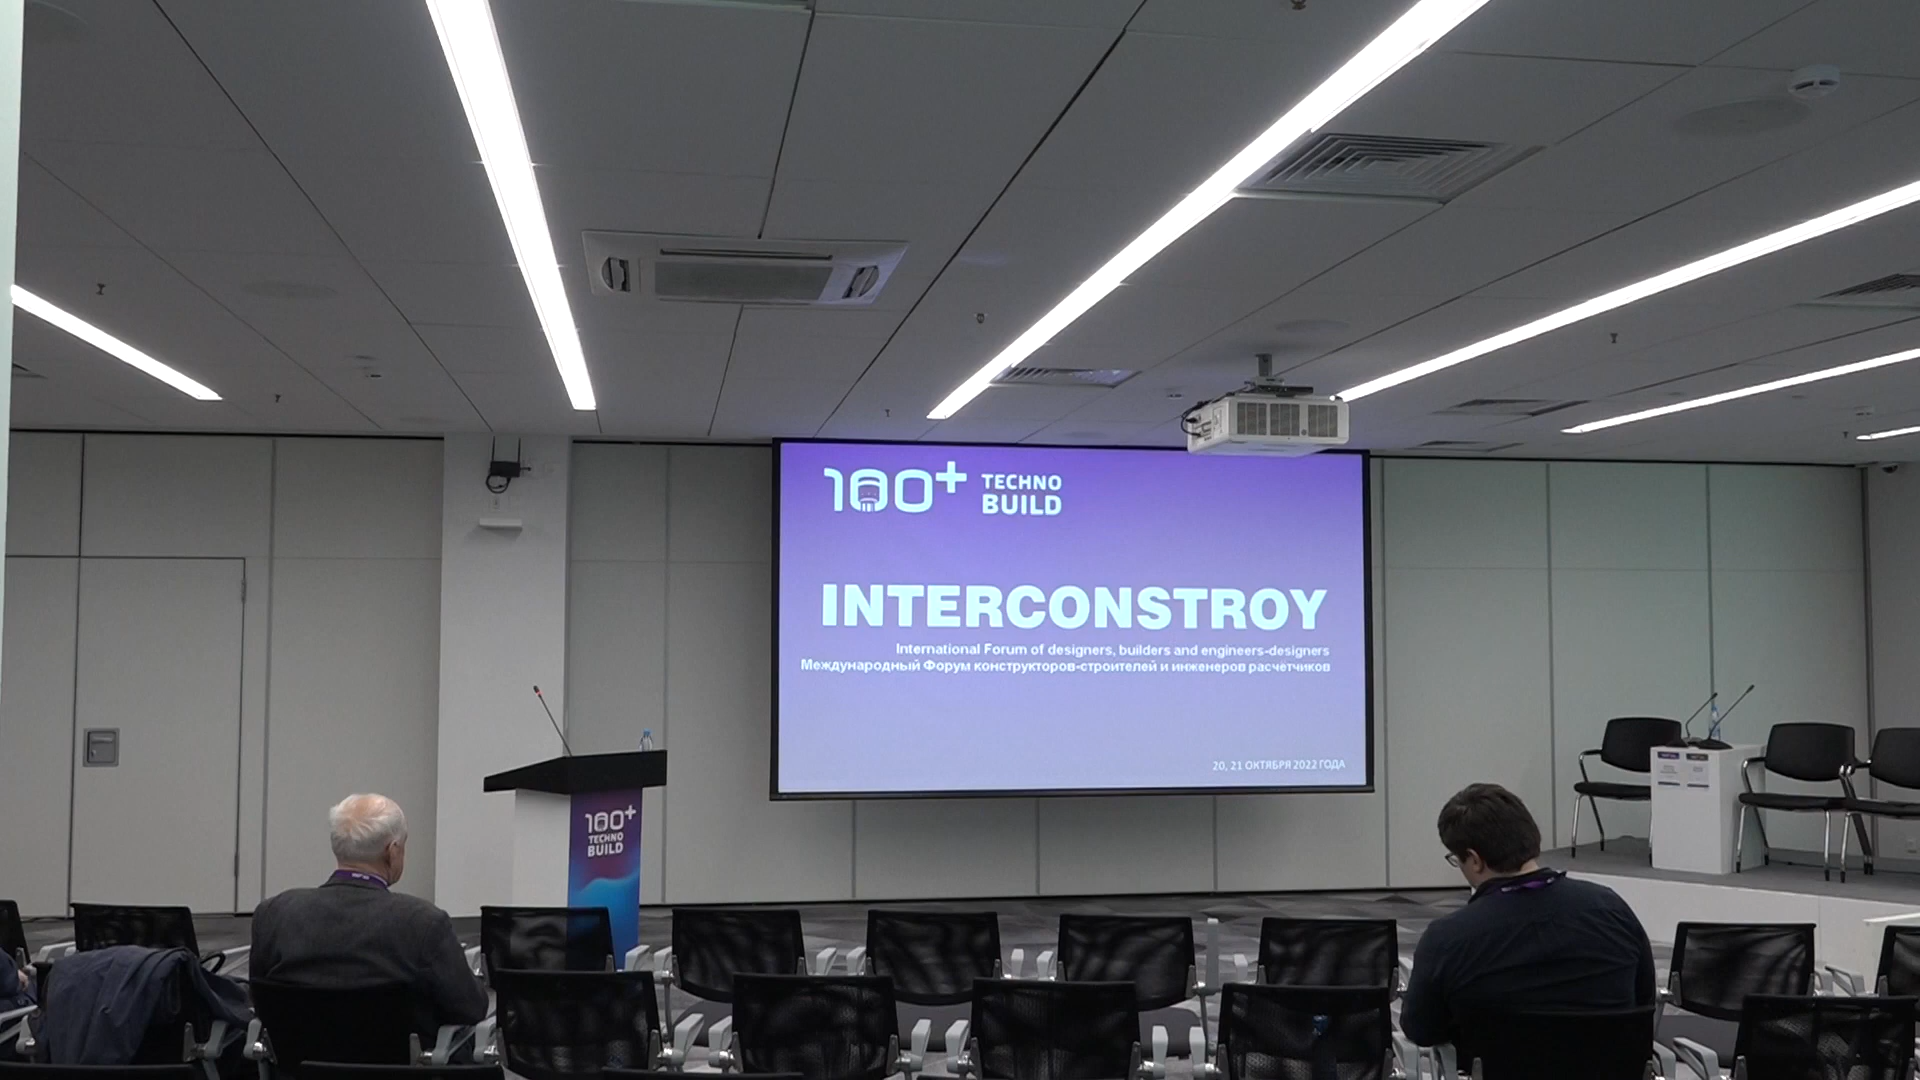 100+ TECHNO
BUILD
INTERCONSTROY
International Forum of designers, builders and engineers-designers
Международный Форум конструкторов-строителей и инженеров расчётчиков
20, 21 ОКТЯБРЯ 2022 ГОДА
100+
TECHNO
BUILD